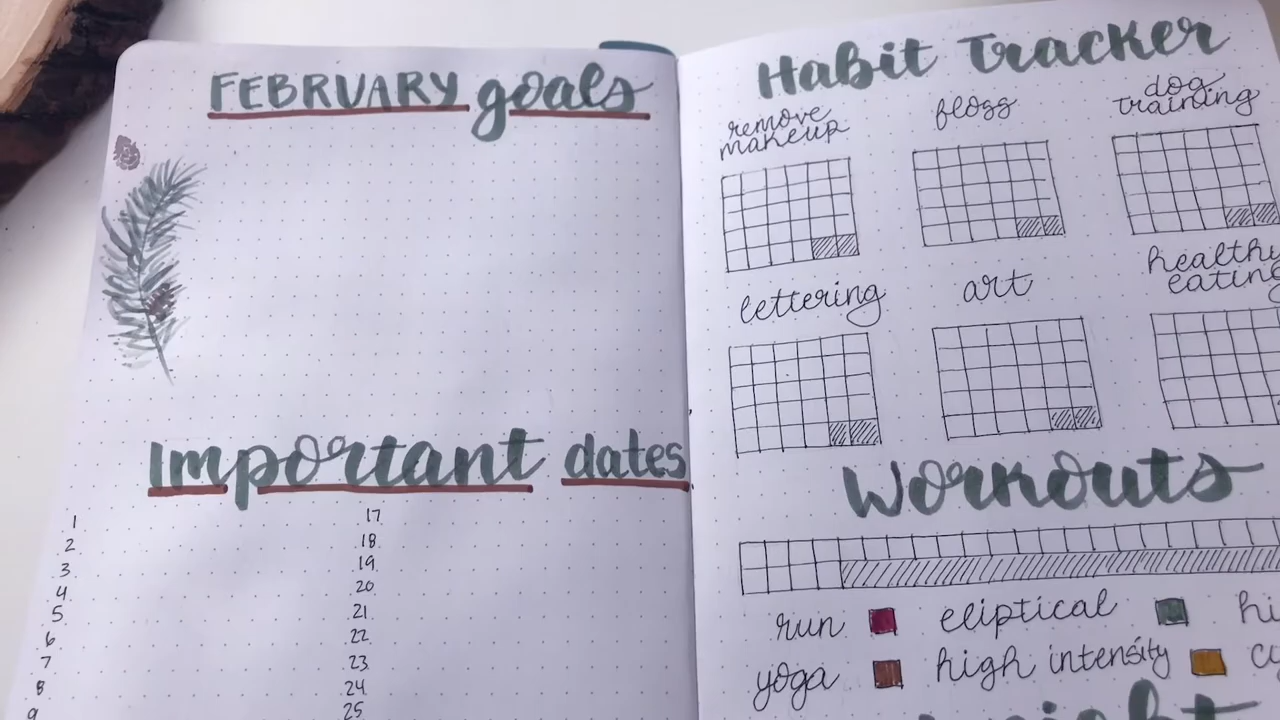 FEBRUARY goals
Important dates
1
2
3
4
5
6
7
8
9
17
18
19
20
21
22
23
24
25
Habit Tracker
remove
makeup
floss
dog
training
lettering
art
healthy
eating
Workouts
run
eliptical
yoga
high intensity